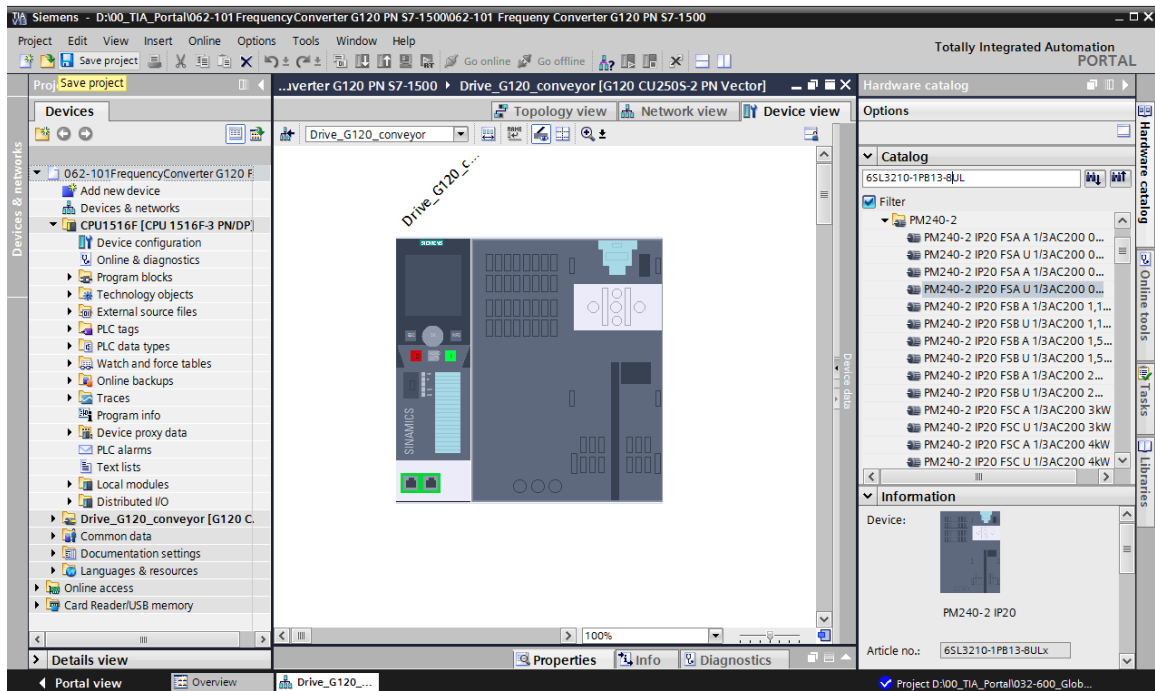 Siemens - D:\00_TIA_Portal\062-101 FrequencyConverter G120 PN S7-1500\062-101 Frequeny Converter G120 PN S7-1500
Project Edit View Insert Online Options Tools Window Help
Totally Integrated Automation
PORTAL
Save project
Go online
Go offline
Proj
Save project
Devices
Devices & networks
062-101FrequencyConverter G120 P
Add new device
Devices & networks
CPU1516F [CPU 1516F-3 PN/DP]
Device configuration
Online & diagnostics
Program blocks
Technology objects
External source files
PLC tags
PLC data types
Watch and force tables
Online backups
Traces
Program info
Device proxy data
PLC alarms
Text lists
Local modules
Distributed I/O
Drive_G120_conveyor [G120 C.
Common data
Documentation settings
Languages & resources
Online access
Card Reader/USB memory
Details view
...verter G120 PN S7-1500 Drive_G120_conveyor [G120 CU250S-2 PN Vector]
Topology view
Network view
Device view
Drive_G120_conveyor
Drive_G120_c...
SIEMENS
SINAMICS
Device data
100%
Properties
Info
Diagnostics
Hardware catalog
Options
Catalog
6SL3210-1PB13-8UL
Filter
PM240-2
PM240-2 IP20 FSA A 1/3AC200 0...
PM240-2 IP20 FSA U 1/3AC200 0...
PM240-2 IP20 FSA A 1/3AC200 0...
PM240-2 IP20 FSA U 1/3AC200 0...
PM240-2 IP20 FSB A 1/3AC200 1,1...
PM240-2 IP20 FSB U 1/3AC200 1,1...
PM240-2 IP20 FSB A 1/3AC200 1,5...
PM240-2 IP20 FSB U 1/3AC200 1,5...
PM240-2 IP20 FSB A 1/3AC200 2...
PM240-2 IP20 FSB U 1/3AC200 2...
PM240-2 IP20 FSC A 1/3AC200 3kW
PM240-2 IP20 FSC U 1/3AC200 3kW
PM240-2 IP20 FSC A 1/3AC200 4kW
PM240-2 IP20 FSC U 1/3AC200 4kW
Information
Device:
PM240-2 IP20
Article no.:
6SL3210-1PB13-8ULx
Hardware catalog
Online tools
Tasks
Libraries
Portal view
Overview
Drive_G120_...
Project D:\00_TIA_Portal\032-600_Glob...